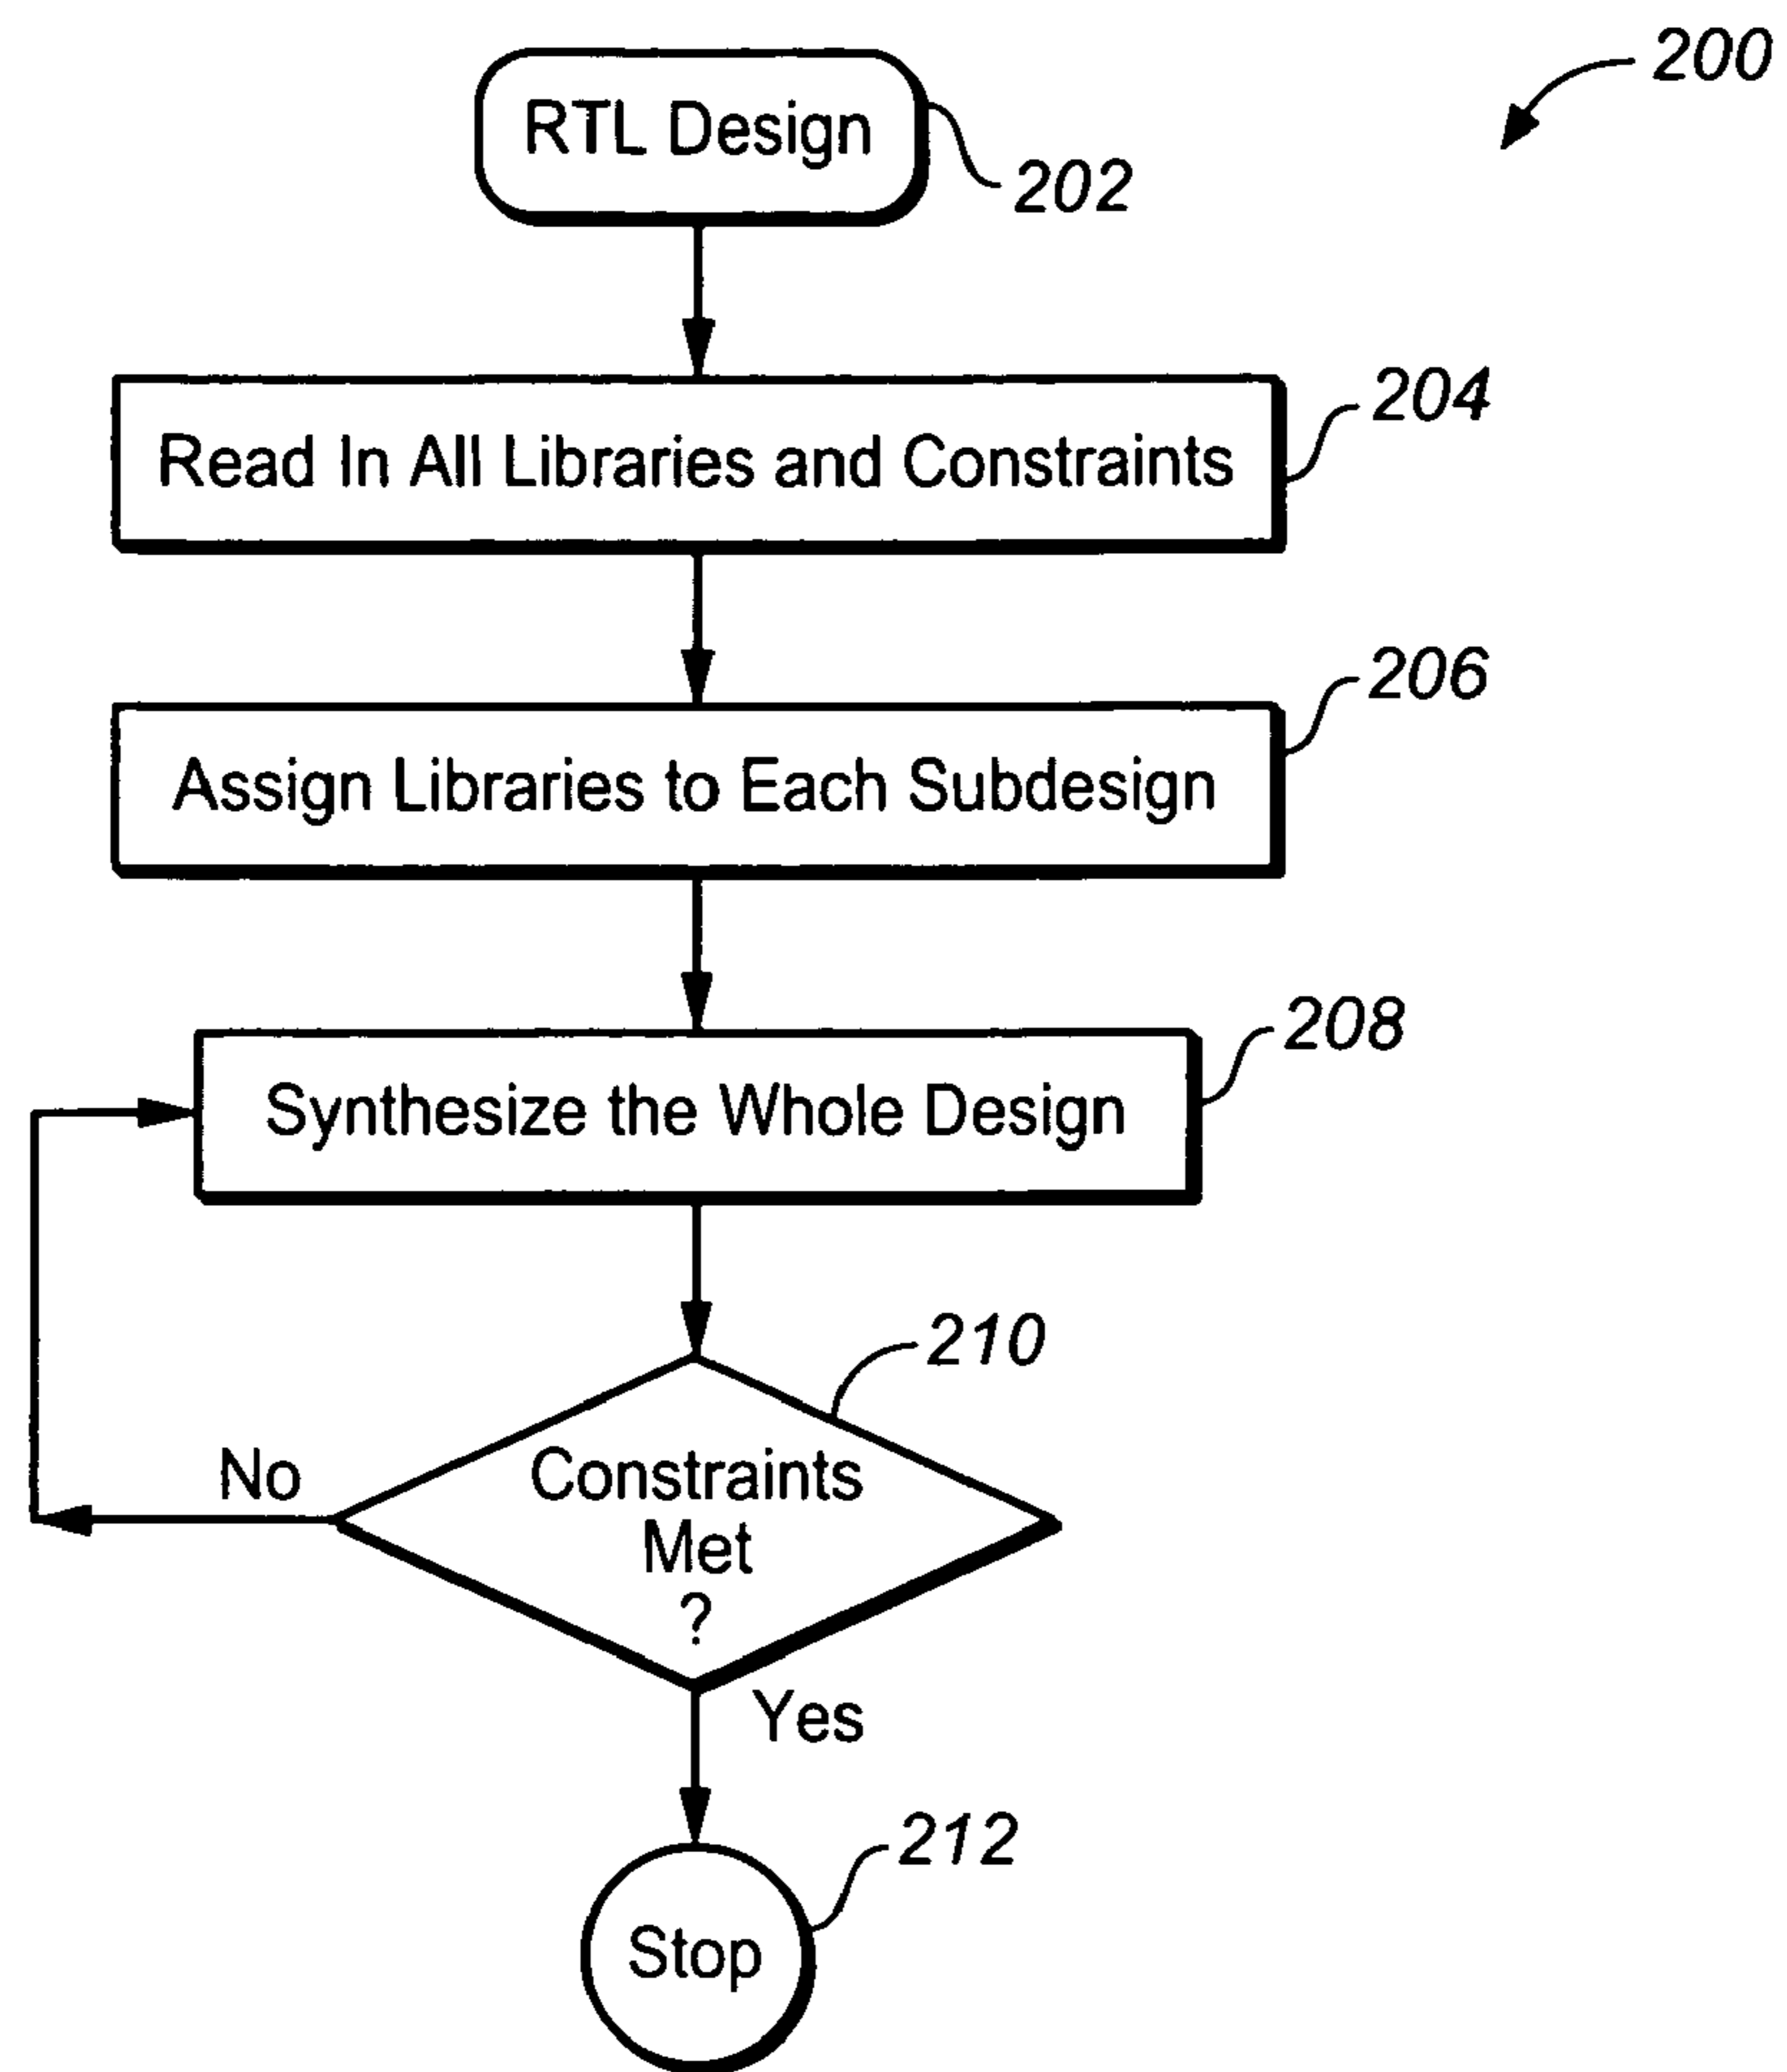 200
RTL Design
202
204
Read In All Libraries and Constraints
206
Assign Libraries to Each Subdesign
208
Synthesize the Whole Design
210
No
Constraints
Met
?
Yes
212
Stop